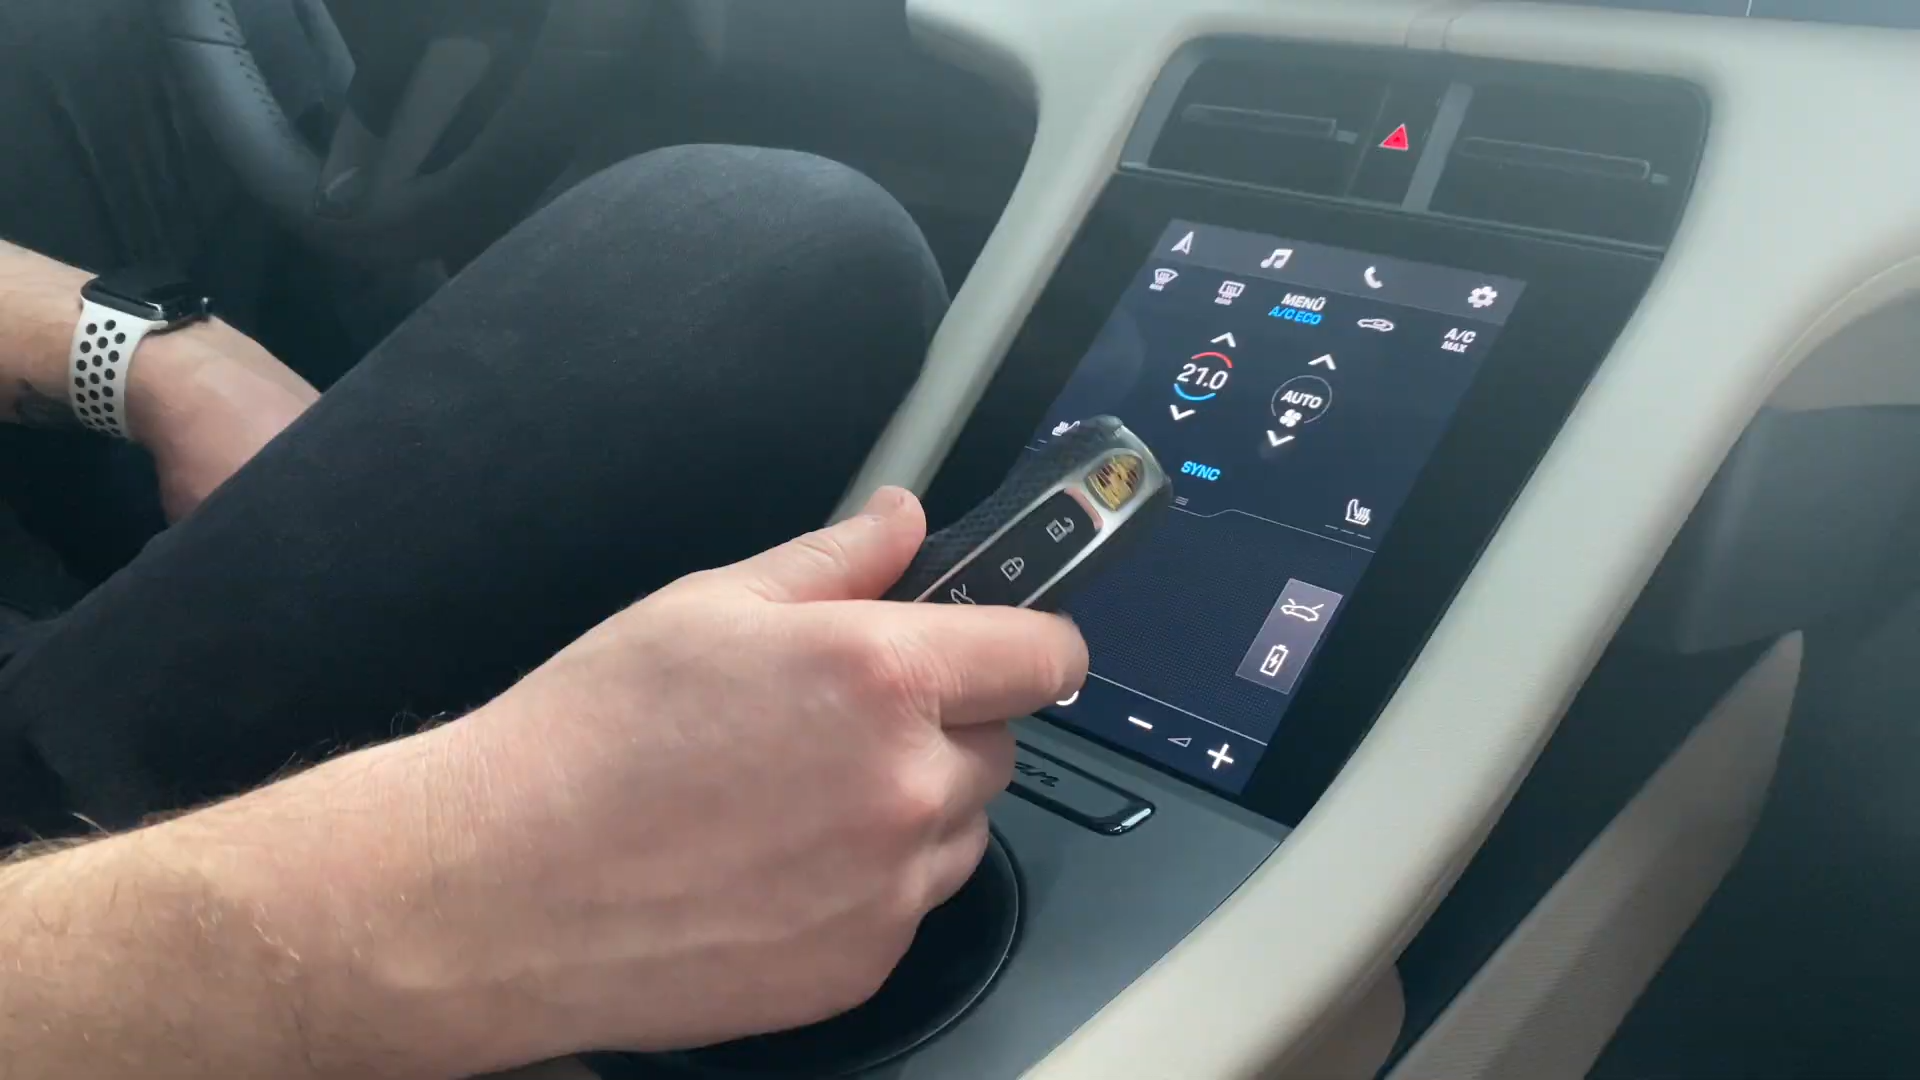 MENÜ
A/C ECO
A/C
MAX
21.0
AUTO
SYNC